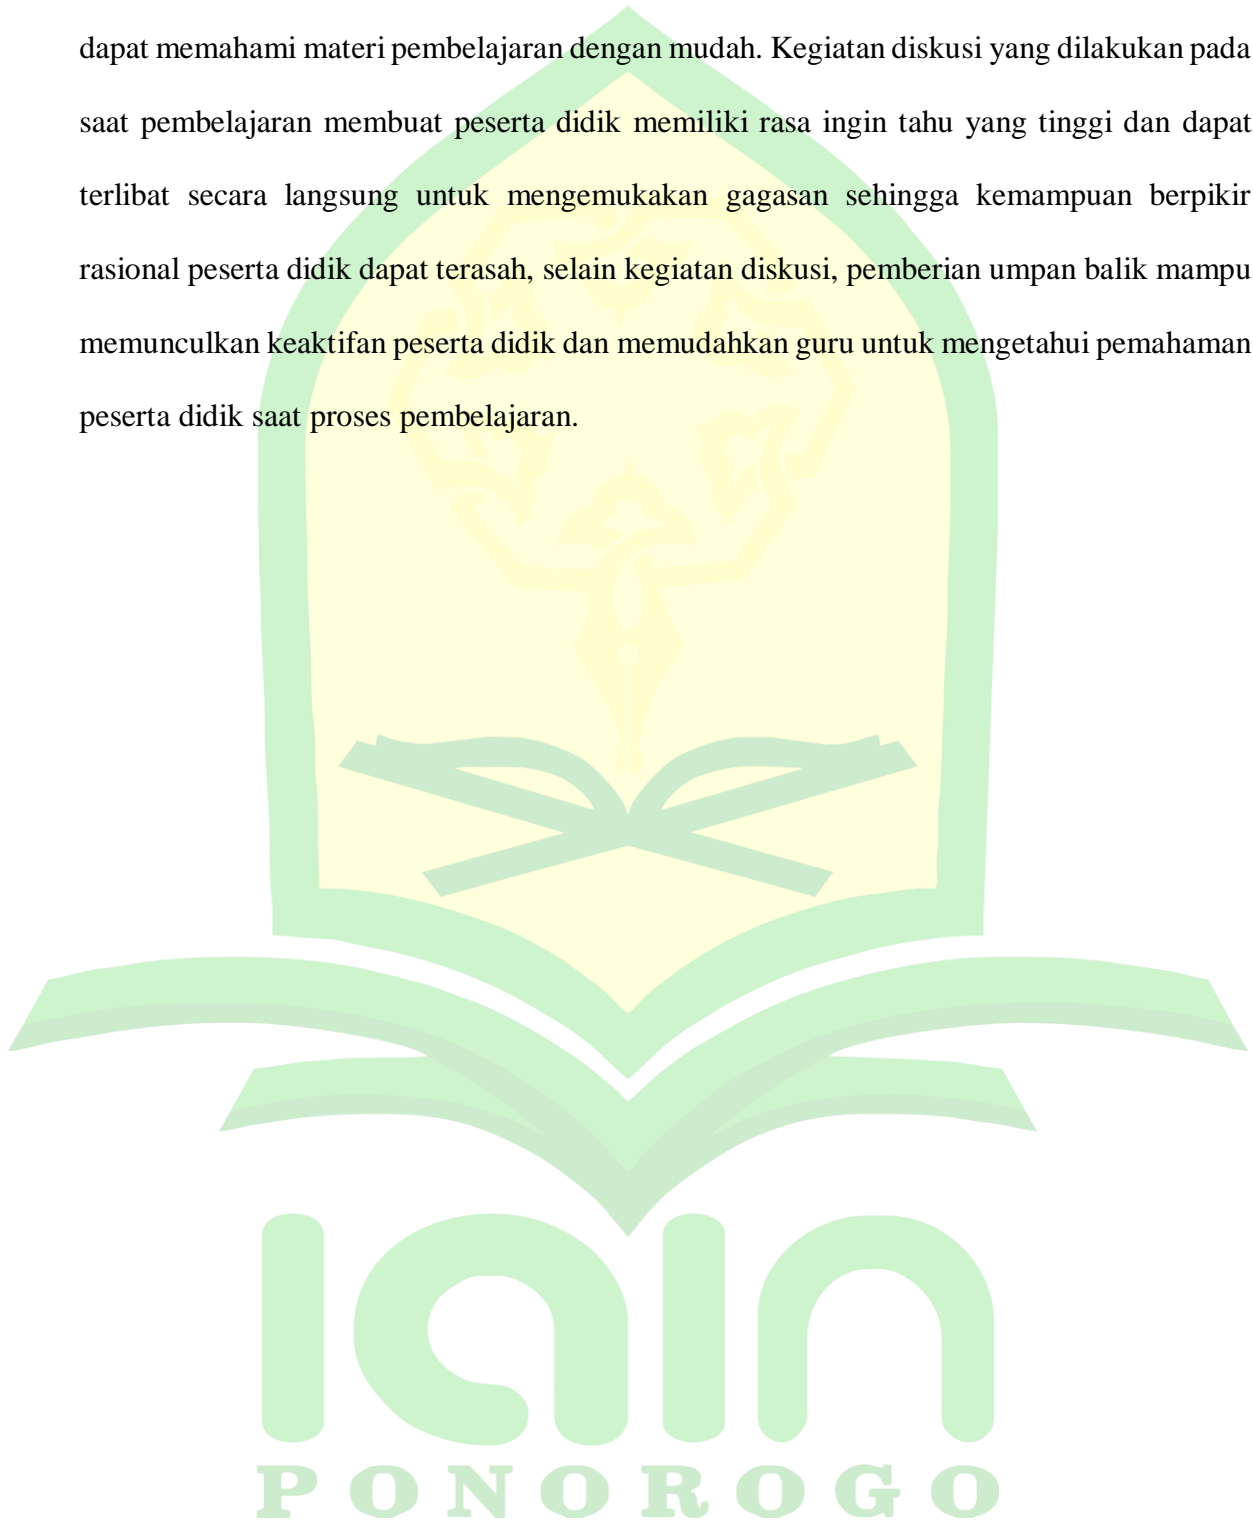 dapat memahami materi pembelajaran dengan mudah. Kegiatan diskusi yang dilakukan pada
saat pembelajaran membuat peserta didik memiliki rasa ingin tahu yang tinggi dan dapat
terlibat secara langsung untuk mengemukakan gagasan sehingga kemampuan berpikir
rasional peserta didik dapat terasah, selain kegiatan diskusi, pemberian umpan balik mampu
memunculkan keaktifan peserta didik dan memudahkan guru untuk mengetahui pemahaman
peserta didik saat proses pembelajaran.
iain
PONOROGO